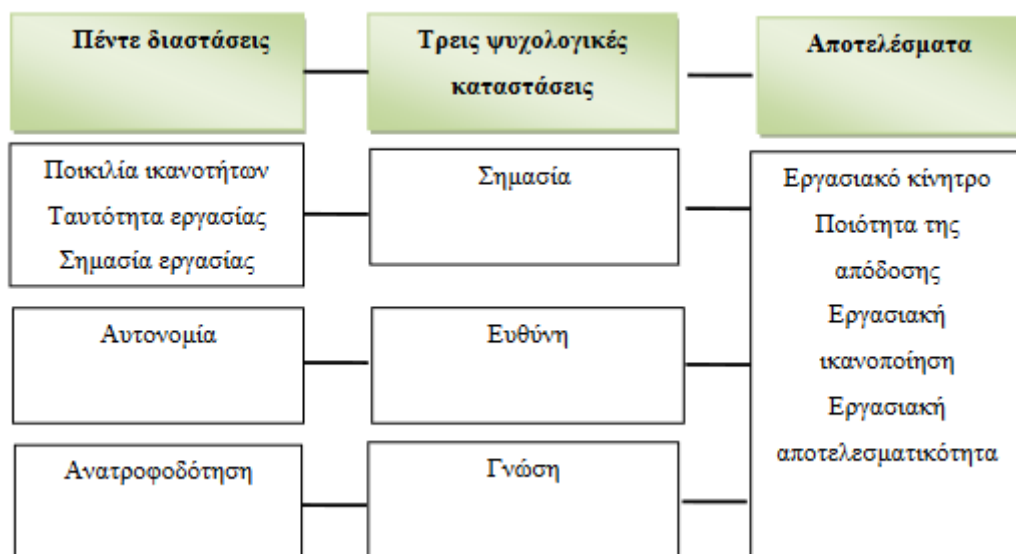 Πέντε διαστάσεις
Τρεις ψυχολογικές
καταστάσεις
Αποτελέσματα
Ποικιλία ικανοτήτων
Ταυτότητα εργασίας
Σημασία εργασίας
Σημασία
Εργασιακό κίνητρο
Ποιότητα της
απόδοσης
Εργασιακή
ικανοποίηση
Εργασιακή
αποτελεσματικότητα
Αυτονομία
Ευθύνη
Ανατροφοδότηση
Γνώση